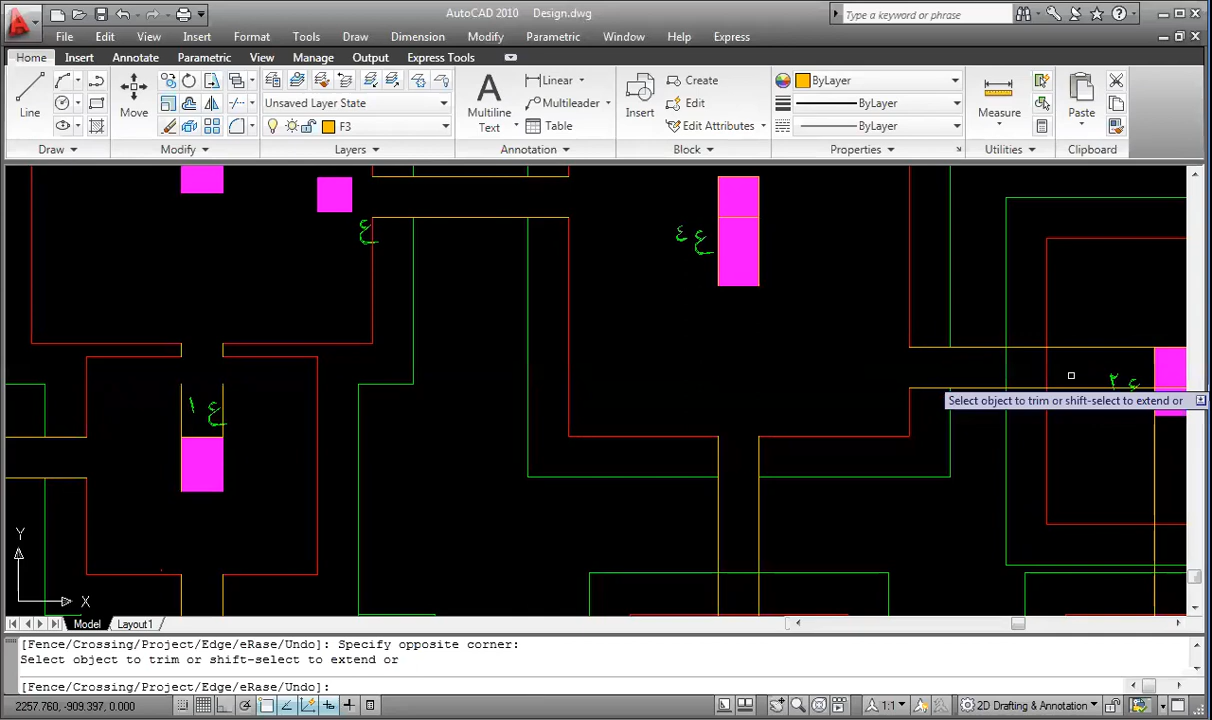 AutoCAD 2010 Design.dwg
Type a keyword or phrase
File Edit View Insert Format Tools Draw Dimension Modify Parametric Window Help Express
Home Insert Annotate Parametric View Manage Output Express Tools
Line
Move
Unsaved Layer State
F3
Multiline Text
Linear
Multileader
Table
Insert
Create
Edit
Edit Attributes
ByLayer
ByLayer
ByLayer
Measure
Paste
Draw Modify Layers Annotation Block Properties Utilities Clipboard
ع
ع ٤
ع ٢
ع ١
Select object to trim or shift-select to extend or
Y
X
Model Layout1
[Fence/Crossing/Project/Edge/eRase/Undo]: Specify opposite corner:
Select object to trim or shift-select to extend or
[Fence/Crossing/Project/Edge/eRase/Undo]:
2257.760, -909.397, 0.000
1:1
2D Drafting & Annotation